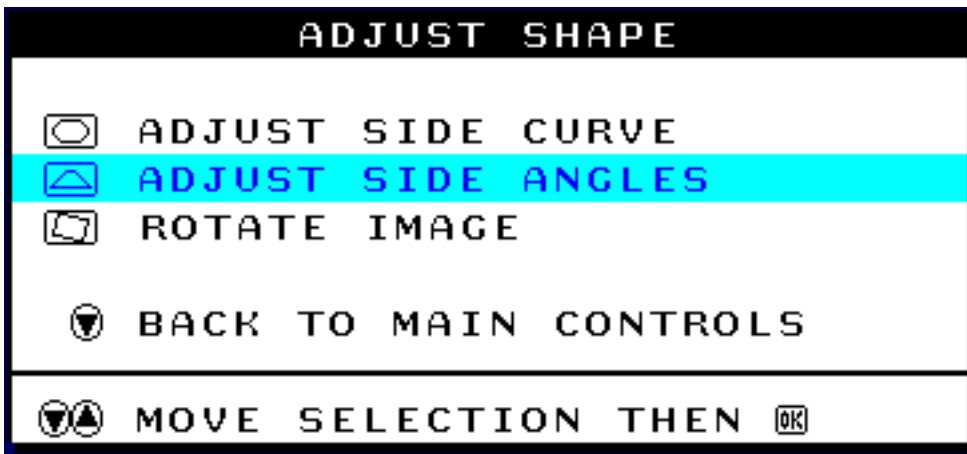 ADJUST SHAPE
ADJUST SIDE CURVE
ADJUST SIDE ANGLES
ROTATE IMAGE
BACK TO MAIN CONTROLS
MOVE SELECTION THEN OK